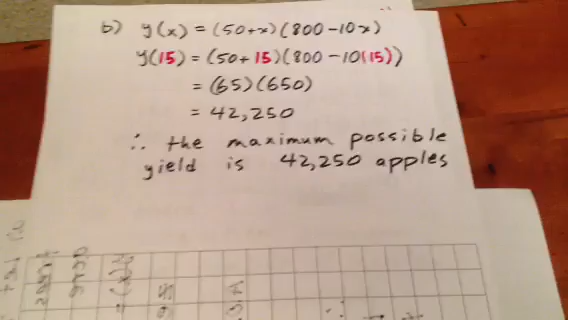 b) y(x) = (50+x)(800-10x)
y(15) = (50+15)(800-10(15))
= (65)(650)
= 42,250
∴ the maximum possible
yield is 42,250 apples